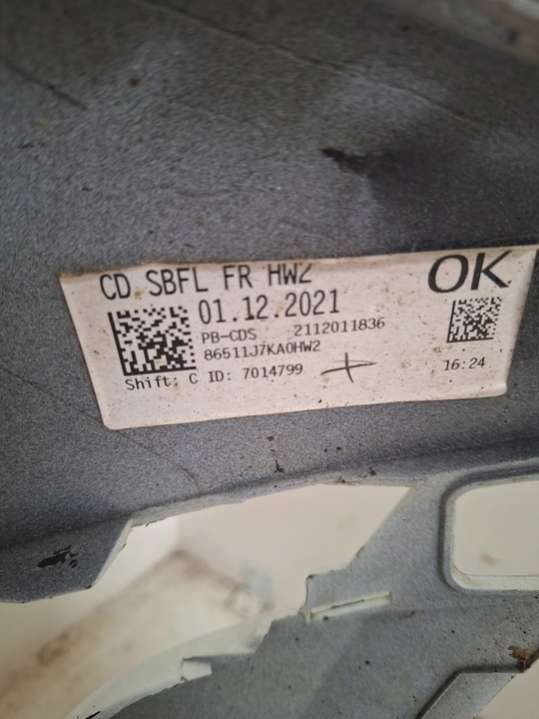 CD SBFL FR HW2
OK
01.12.2021
PB-CDS 2112011836
86511J7KA0HW2
Shift: C ID: 7014799
16:24